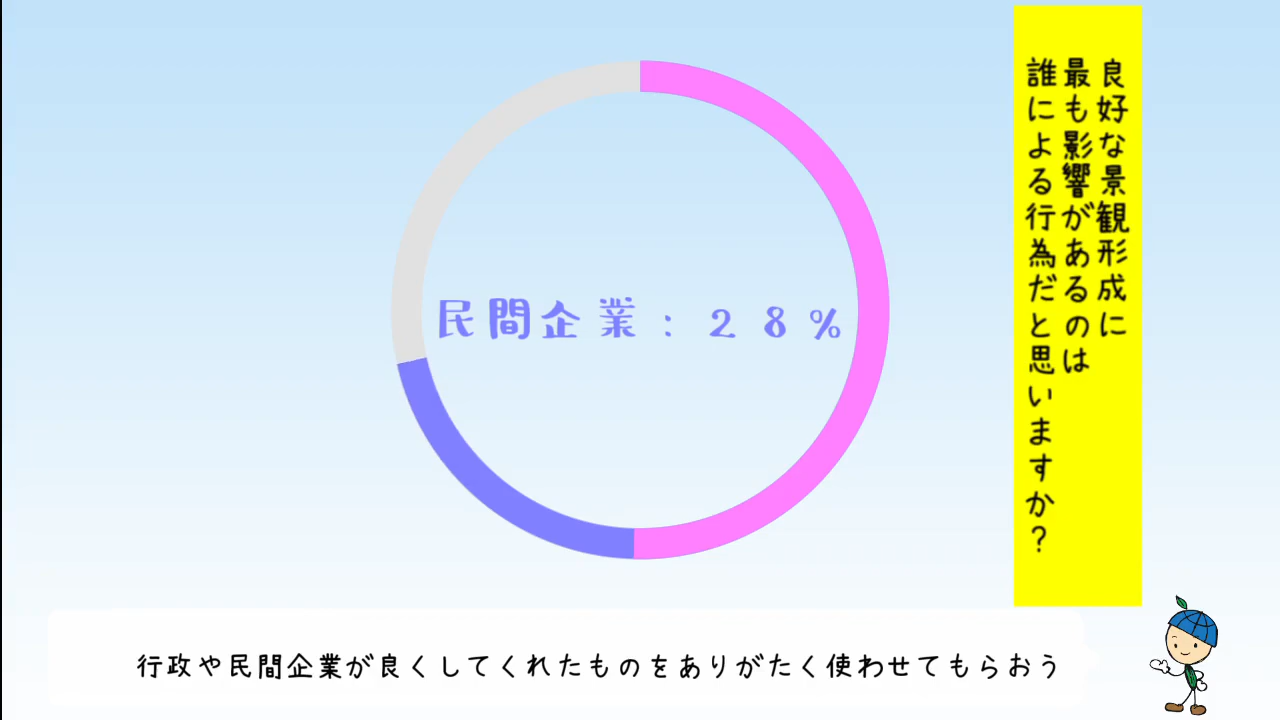 良好な景観形成に
最も影響があるのは
誰による行為だと思いますか？
民間企業：２８％
行政や民間企業が良くしてくれたものをありがたく使わせてもらおう